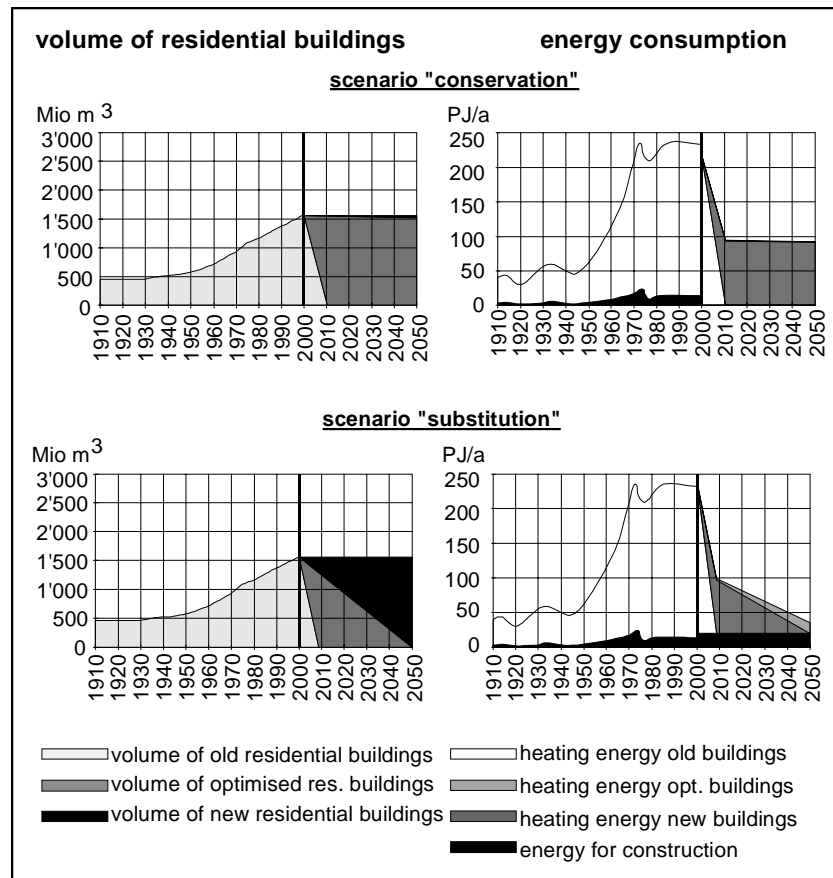 volume of residential buildings energy consumption
scenario "conservation"
Mio m 3 PJ/a
3'000
2'500
2'000
1'500
1'000
500
0
1910 1920 1930 1940 1950 1960 1970 1980 1990 2000 2010 2020 2030 2040 2050
250
200
150
100
50
0
1910 1920 1930 1940 1950 1960 1970 1980 1990 2000 2010 2020 2030 2040 2050
scenario "substitution"
Mio m3 PJ/a
3'000
2'500
2'000
1'500
1'000
500
0
1910 1920 1930 1940 1950 1960 1970 1980 1990 2000 2010 2020 2030 2040 2050
250
200
150
100
50
0
1910 1920 1930 1940 1950 1960 1970 1980 1990 2000 2010 2020 2030 2040 2050
volume of old residential buildings
volume of optimised res. buildings
volume of new residential buildings
heating energy old buildings
heating energy opt. buildings
heating energy new buildings
energy for construction